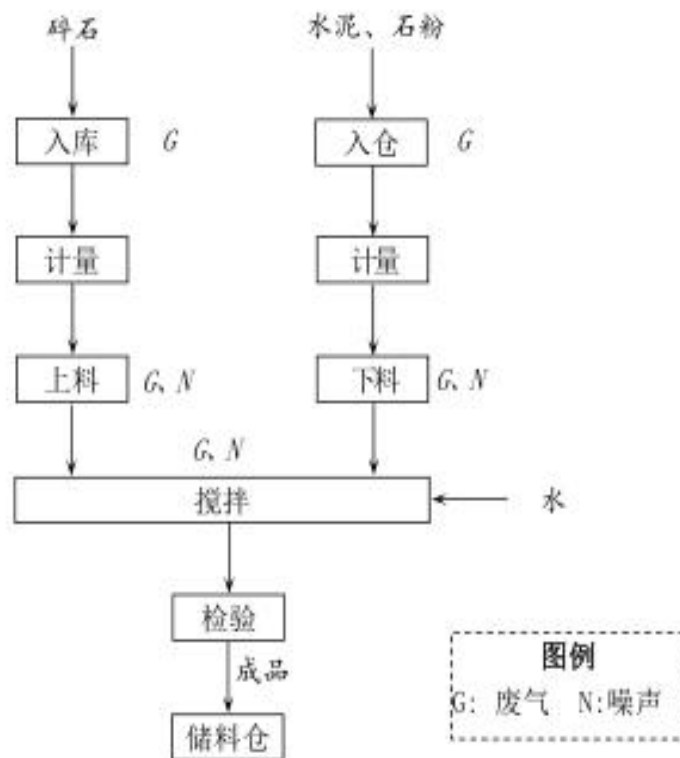 碎石
水泥、石粉
入库 G
入仓 G
计量
计量
上料 G、N
下料 G、N
G、N
搅拌
水
检验
成品
储料仓
图例
G: 废气 N:噪声